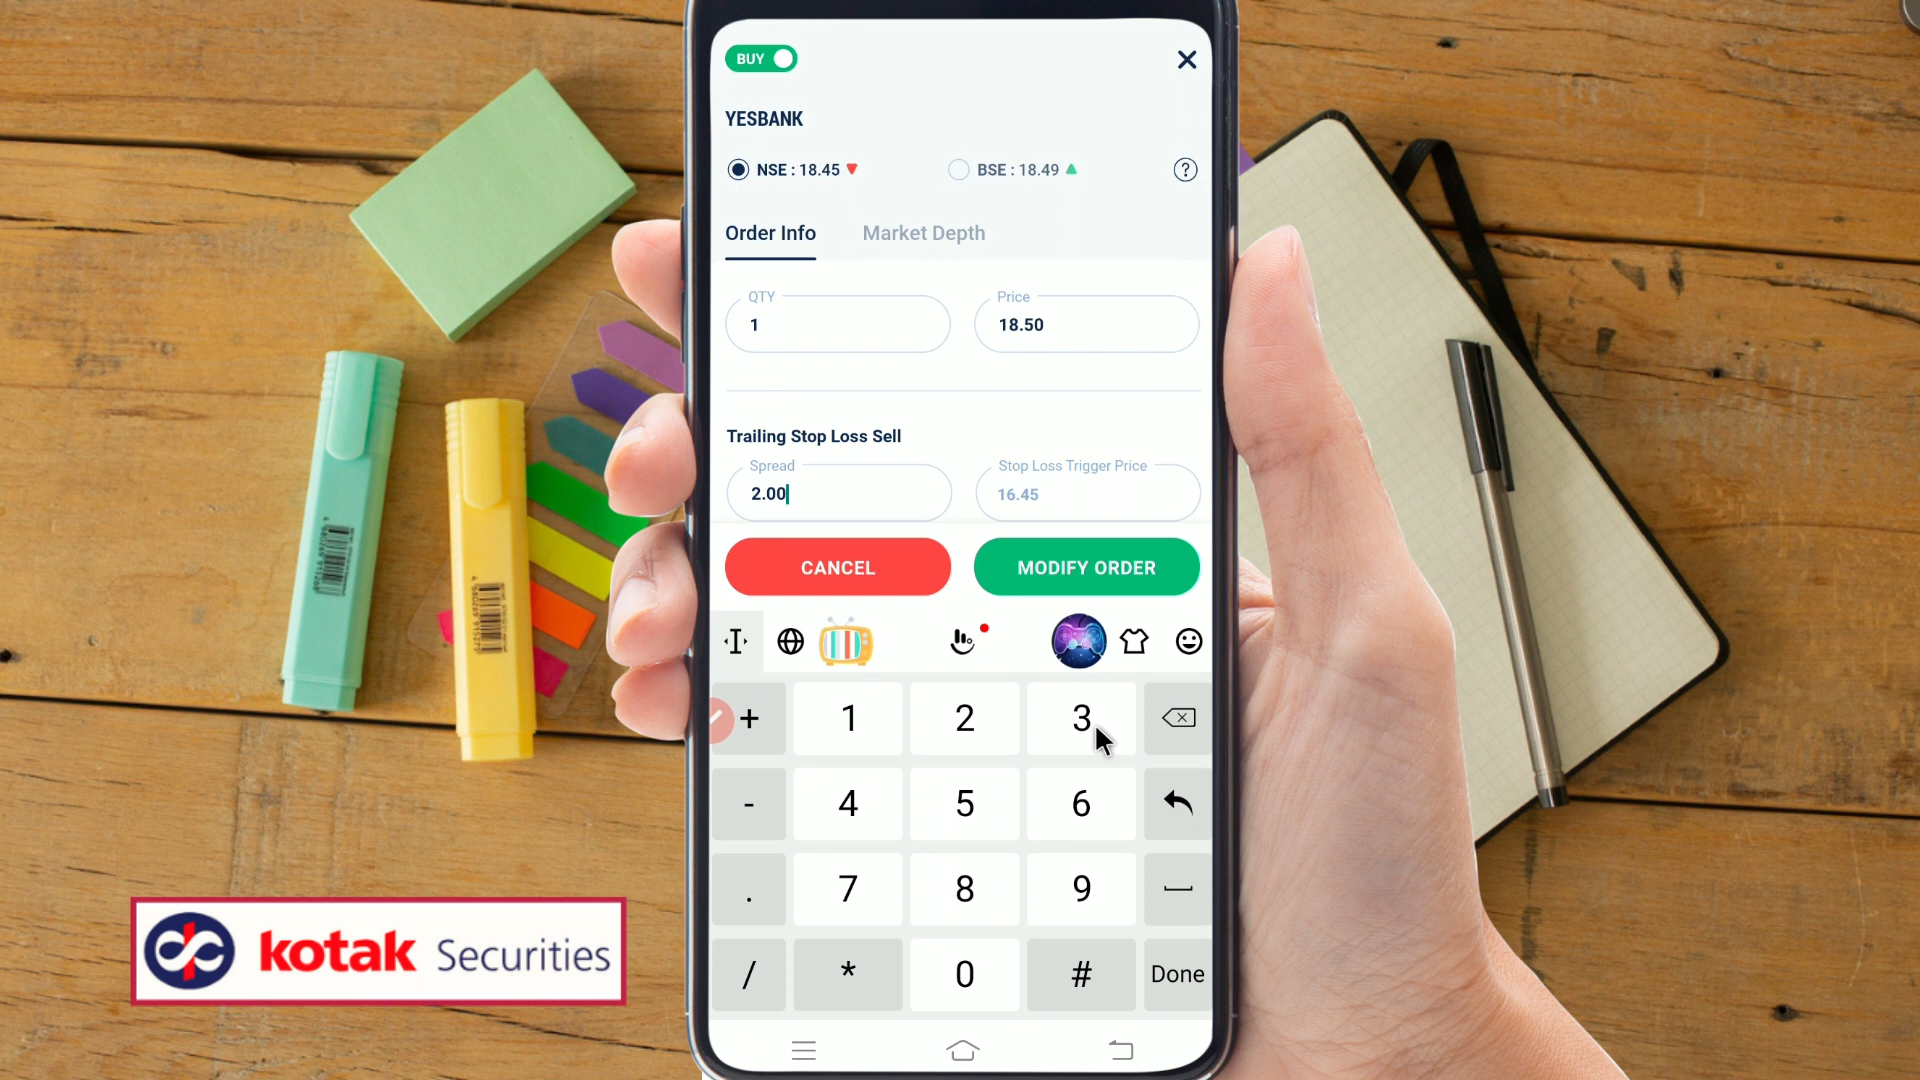 BUY
YESBANK
NSE : 18.45
BSE : 18.49
?
Order Info
Market Depth
QTY
1
Price
18.50
Trailing Stop Loss Sell
Spread
2.00
Stop Loss Trigger Price
16.45
CANCEL
MODIFY ORDER
+ 1 2 3
- 4 5 6
. 7 8 9
/ * 0 # Done
kotak Securities